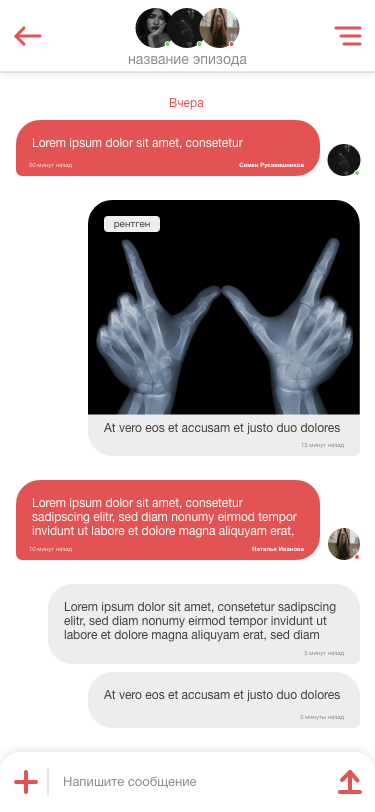 название эпизода
Вчера
Lorem ipsum dolor sit amet, consetetur
20 минут назад
Семен Рукавишников
рентген
At vero eos et accusam et justo duo dolores
13 минут назад
Lorem ipsum dolor sit amet, consetetur
sadipscing elitr, sed diam nonumy eirmod tempor
invidunt ut labore et dolore magna aliquyam erat,
10 минут назад
Наталья Иванова
Lorem ipsum dolor sit amet, consetetur sadipscing
elitr, sed diam nonumy eirmod tempor invidunt ut
labore et dolore magna aliquyam erat, sed diam
5 минут назад
At vero eos et accusam et justo duo dolores
3 минуты назад
Напишите сообщение